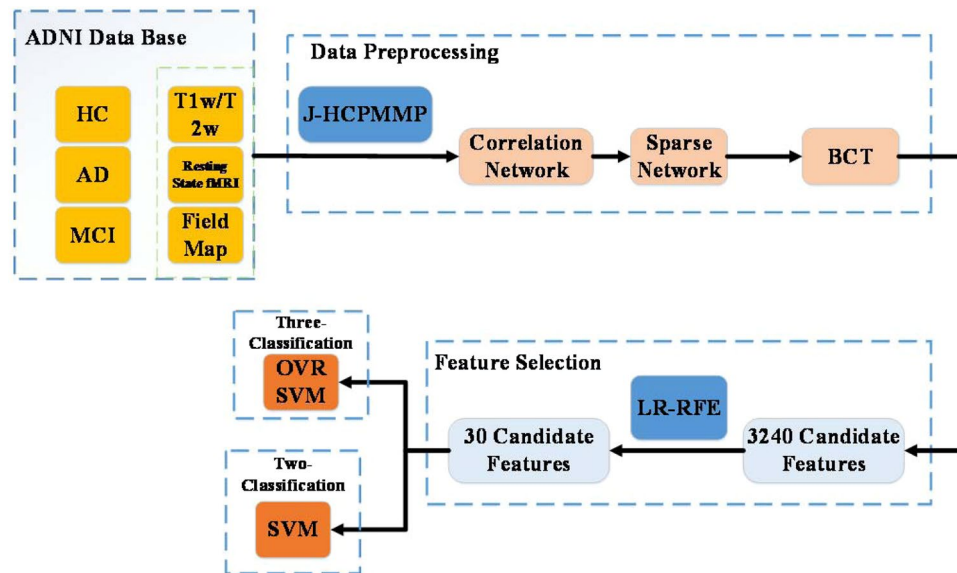 ADNI Data Base
HC
AD
MCI
T1w/T
2w
Resting
State fMRI
Field
Map
Data Preprocessing
J-HCPMMP
Correlation
Network
Sparse
Network
BCT
Three-
Classification
OVR
SVM
Two-
Classification
SVM
Feature Selection
LR-RFE
30 Candidate
Features
3240 Candidate
Features